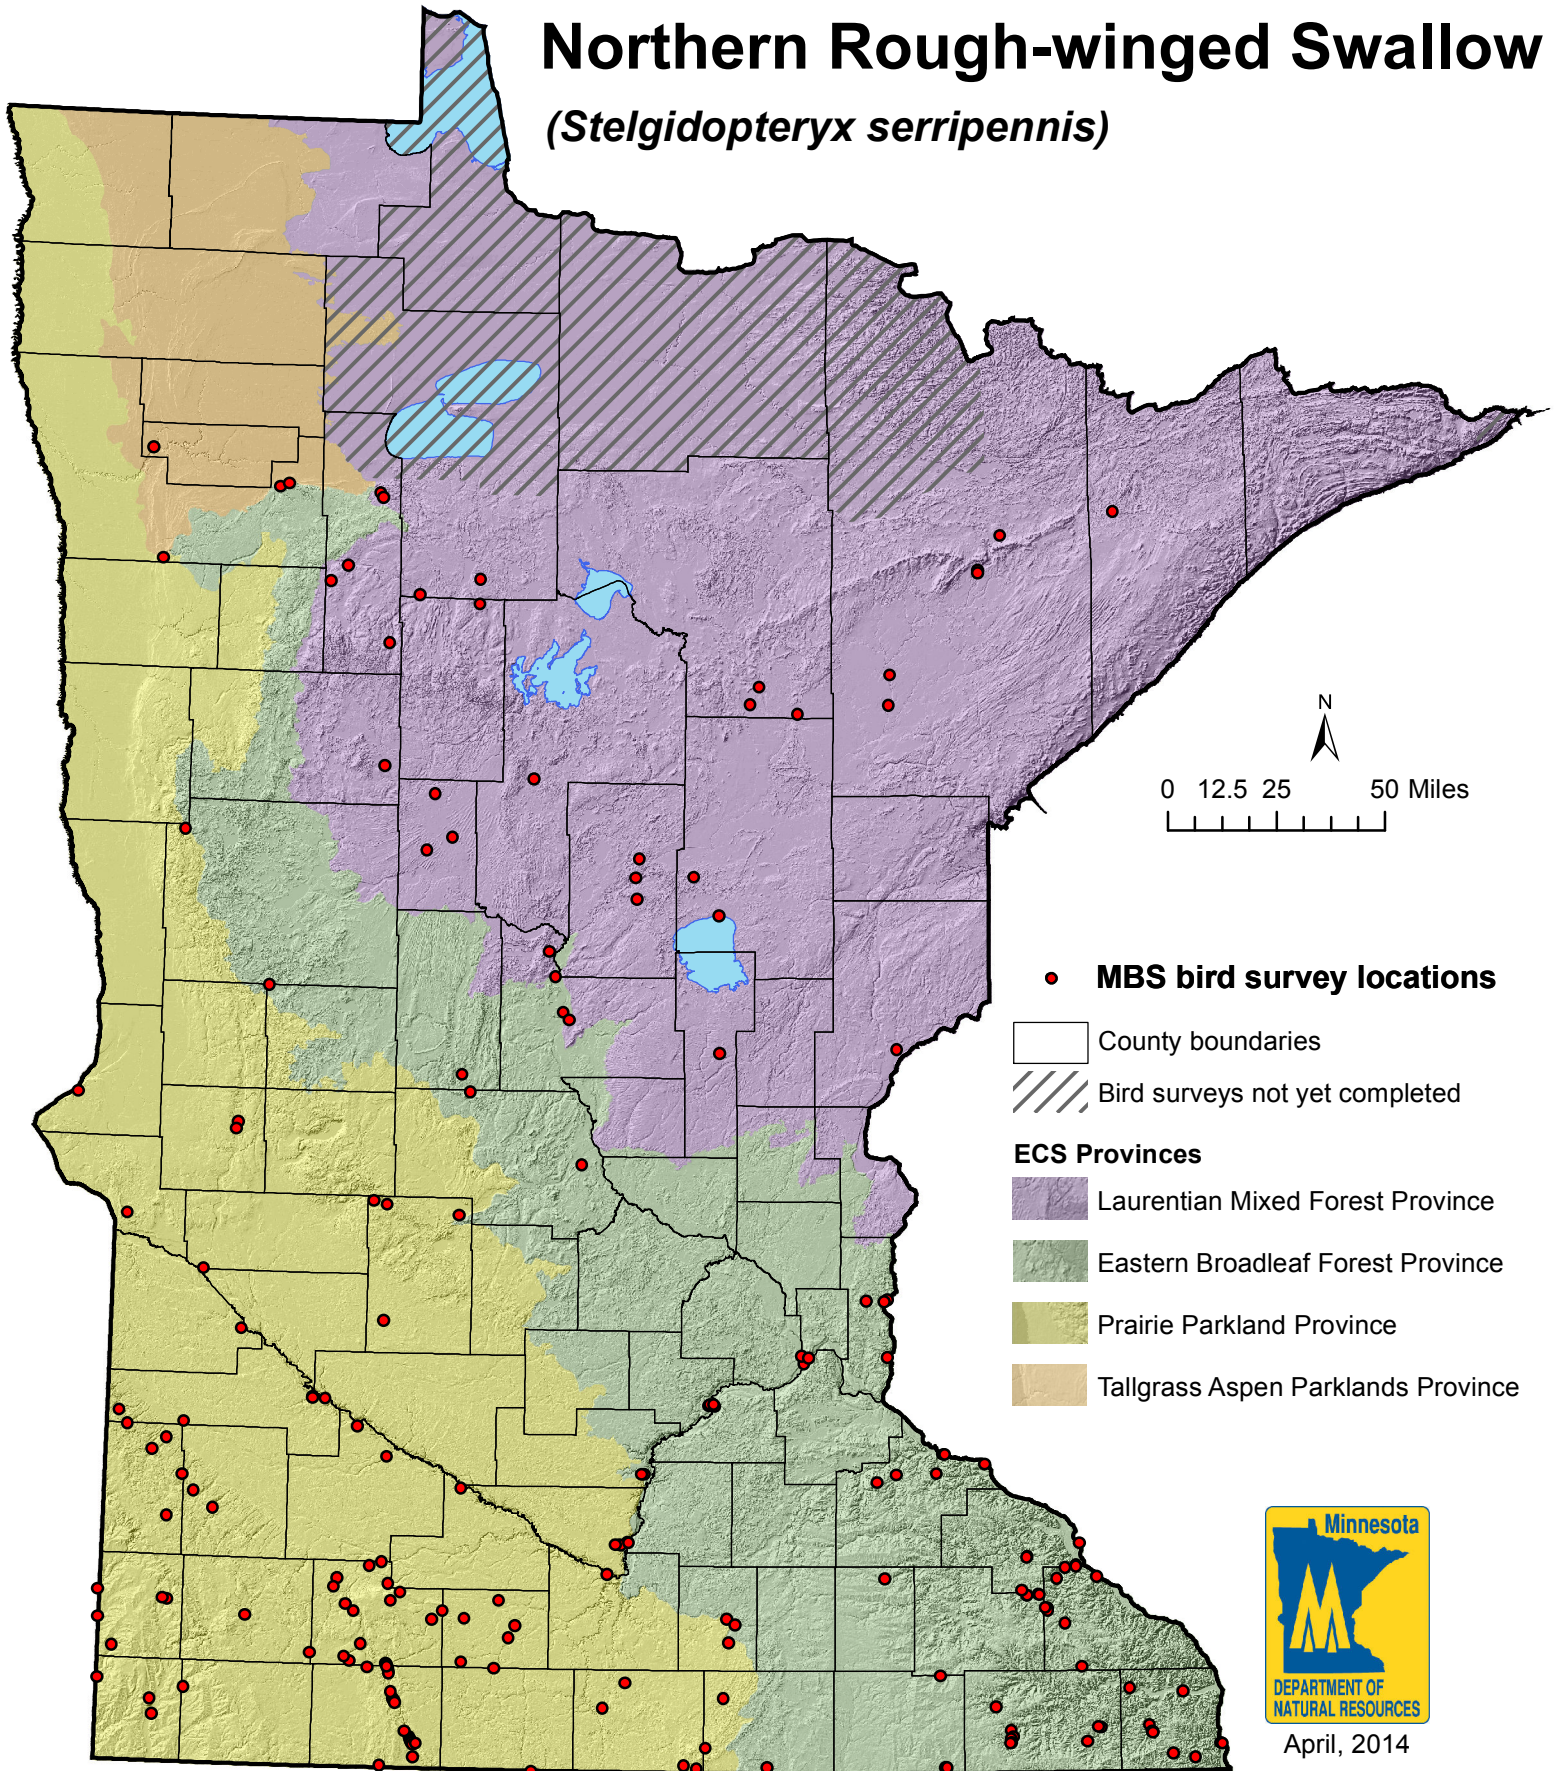 Northern Rough-winged Swallow
(Stelgidopteryx serripennis)
N
0 12.5 25 50 Miles
MBS bird survey locations
County boundaries
Bird surveys not yet completed
ECS Provinces
Laurentian Mixed Forest Province
Eastern Broadleaf Forest Province
Prairie Parkland Province
Tallgrass Aspen Parklands Province
Minnesota
DEPARTMENT OF
NATURAL RESOURCES
April, 2014